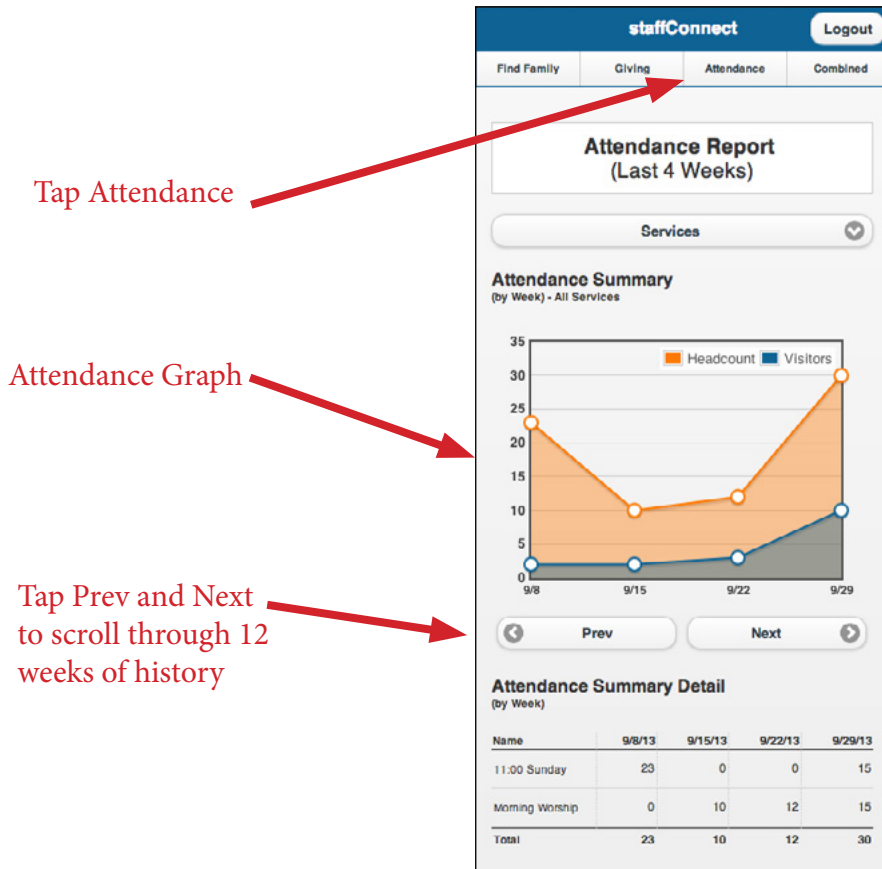 staffConnect
Logout
Find Family Giving Attendance Combined
Attendance Report
(Last 4 Weeks)
Tap Attendance
Services
Attendance Summary
(by Week) - All Services
35
Headcount Visitors
30
Attendance Graph
25
20
15
10
5
0
9/8 9/15 9/22 9/29
Tap Prev and Next
to scroll through 12
weeks of history
Prev Next
Attendance Summary Detail
(by Week)
Name 9/8/13 9/15/13 9/22/13 9/29/13
11:00 Sunday 23 0 0 15
Morning Worship 0 10 12 15
Total 23 10 12 30